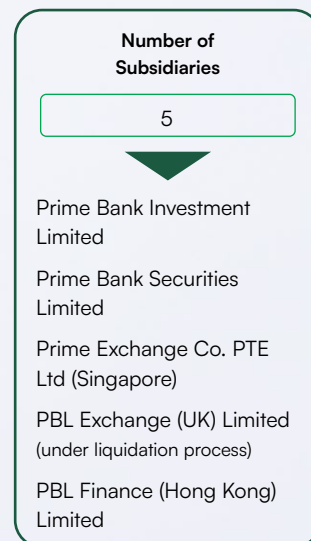 Number of
Subsidiaries
5
Prime Bank Investment
Limited
Prime Bank Securities
Limited
Prime Exchange Co. PTE
Ltd (Singapore)
PBL Exchange (UK) Limited
(under liquidation process)
PBL Finance (Hong Kong)
Limited